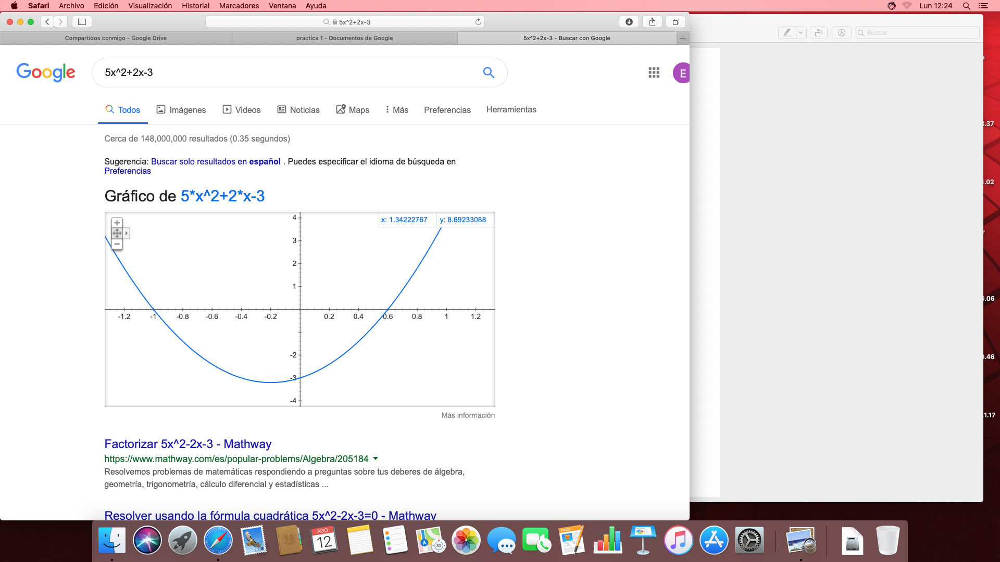 Safari Archivo Edición Visualización Historial Marcadores Ventana Ayuda Lun 12:24
5x^2+2x-3
Compartidos conmigo - Google Drive
practica 1 - Documentos de Google
5x^2+2x-3 - Buscar con Google
Buscar
Google
5x^2+2x-3
E
Todos Imágenes Videos Noticias Maps Más Preferencias Herramientas
Cerca de 148,000,000 resultados (0.35 segundos)
Sugerencia: Buscar solo resultados en español . Puedes especificar el idioma de búsqueda en
Preferencias
Gráfico de 5*x^2+2*x-3
x: 1.34222767 y: 8.69233088
4
3
2
1
-1.2 -1 -0.8 -0.6 -0.4 -0.2 0.2 0.4 0.6 0.8 1 1.2
-2
-3
-4
Más información
Factorizar 5x^2-2x-3 - Mathway
https://www.mathway.com/es/popular-problems/Algebra/205184
Resolvemos problemas de matemáticas respondiendo a preguntas sobre tus deberes de álgebra,
geometría, trigonometría, cálculo diferencial y estadísticas ...
Resolver usando la fórmula cuadrática 5x^2-2x-3=0 - Mathway
.37
.02
.06
.46
1.17
AGO
12
3D
PAGES